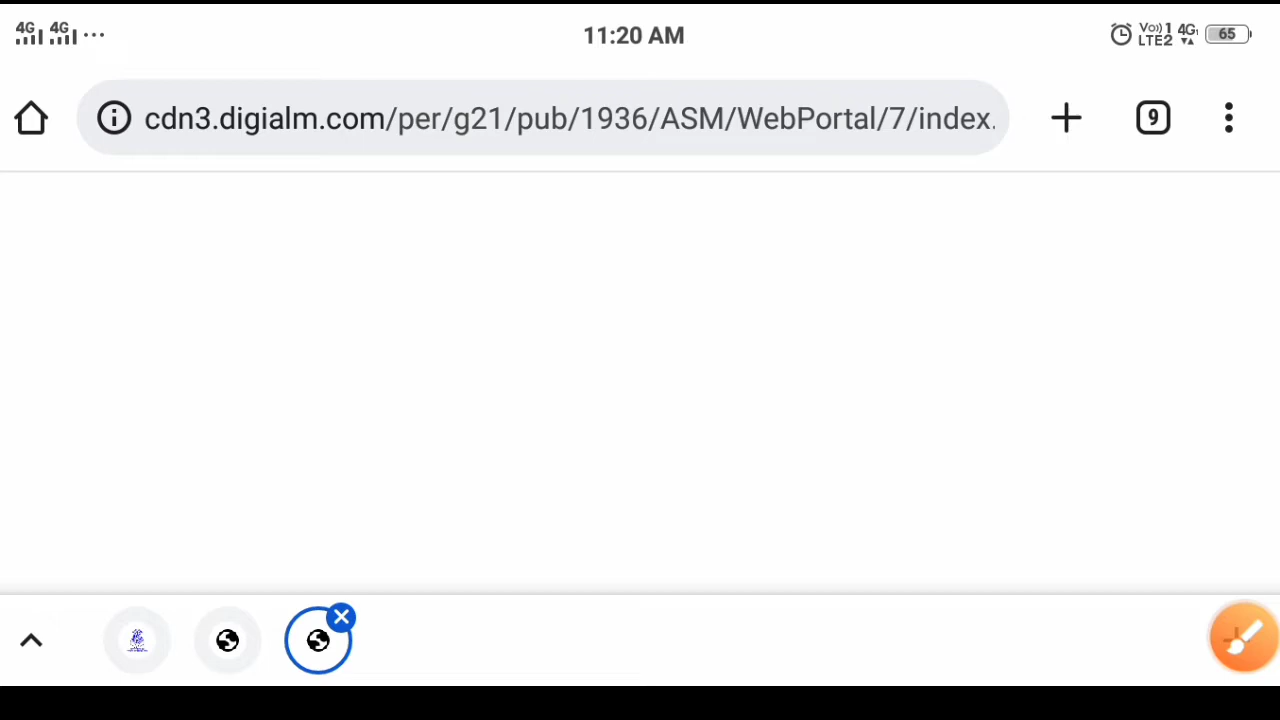 4G 4G ... 11:20 AM Vo)) 1 LTE2 4G 65
cdn3.digialm.com/per/g21/pub/1936/ASM/WebPortal/7/index.
9